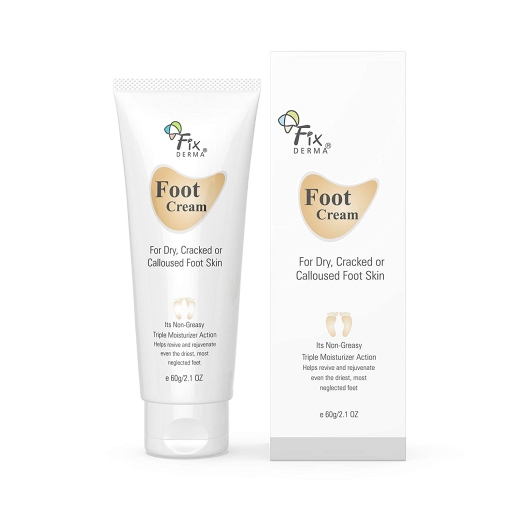 Fix
DERMA®
Foot
Cream
For Dry, Cracked or
Calloused Foot Skin
Its Non-Greasy
Triple Moisturizer Action
Helps revive and rejuvenate
even the driest, most
neglected feet
e 60g/2.1 OZ
Fix
DERMA®
Foot
Cream
For Dry, Cracked or
Calloused Foot Skin
Its Non-Greasy
Triple Moisturizer Action
Helps revive and rejuvenate
even the driest, most
neglected feet
e 60g/2.1 OZ